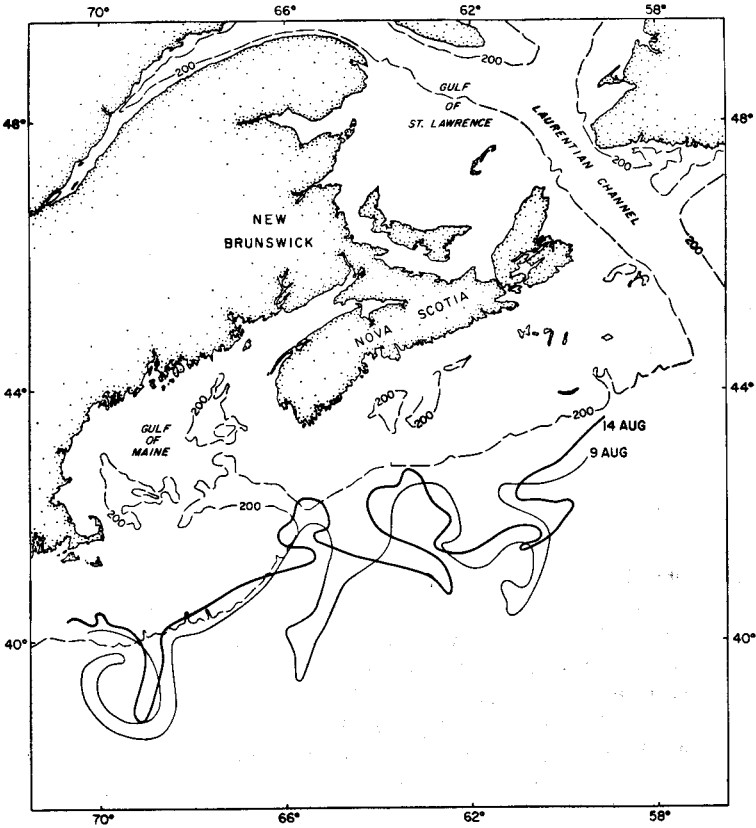 70°
66°
62°
58°
200
200
GULF
OF
ST. LAWRENCE
48°
48°
LAURENTIAN CHANNEL
200
NEW
BRUNSWICK
200
NOVA SCOTIA
44°
44°
200
200
200
200
14 AUG
GULF
OF
MAINE
9 AUG
200
200
40°
40°
70°
66°
62°
58°